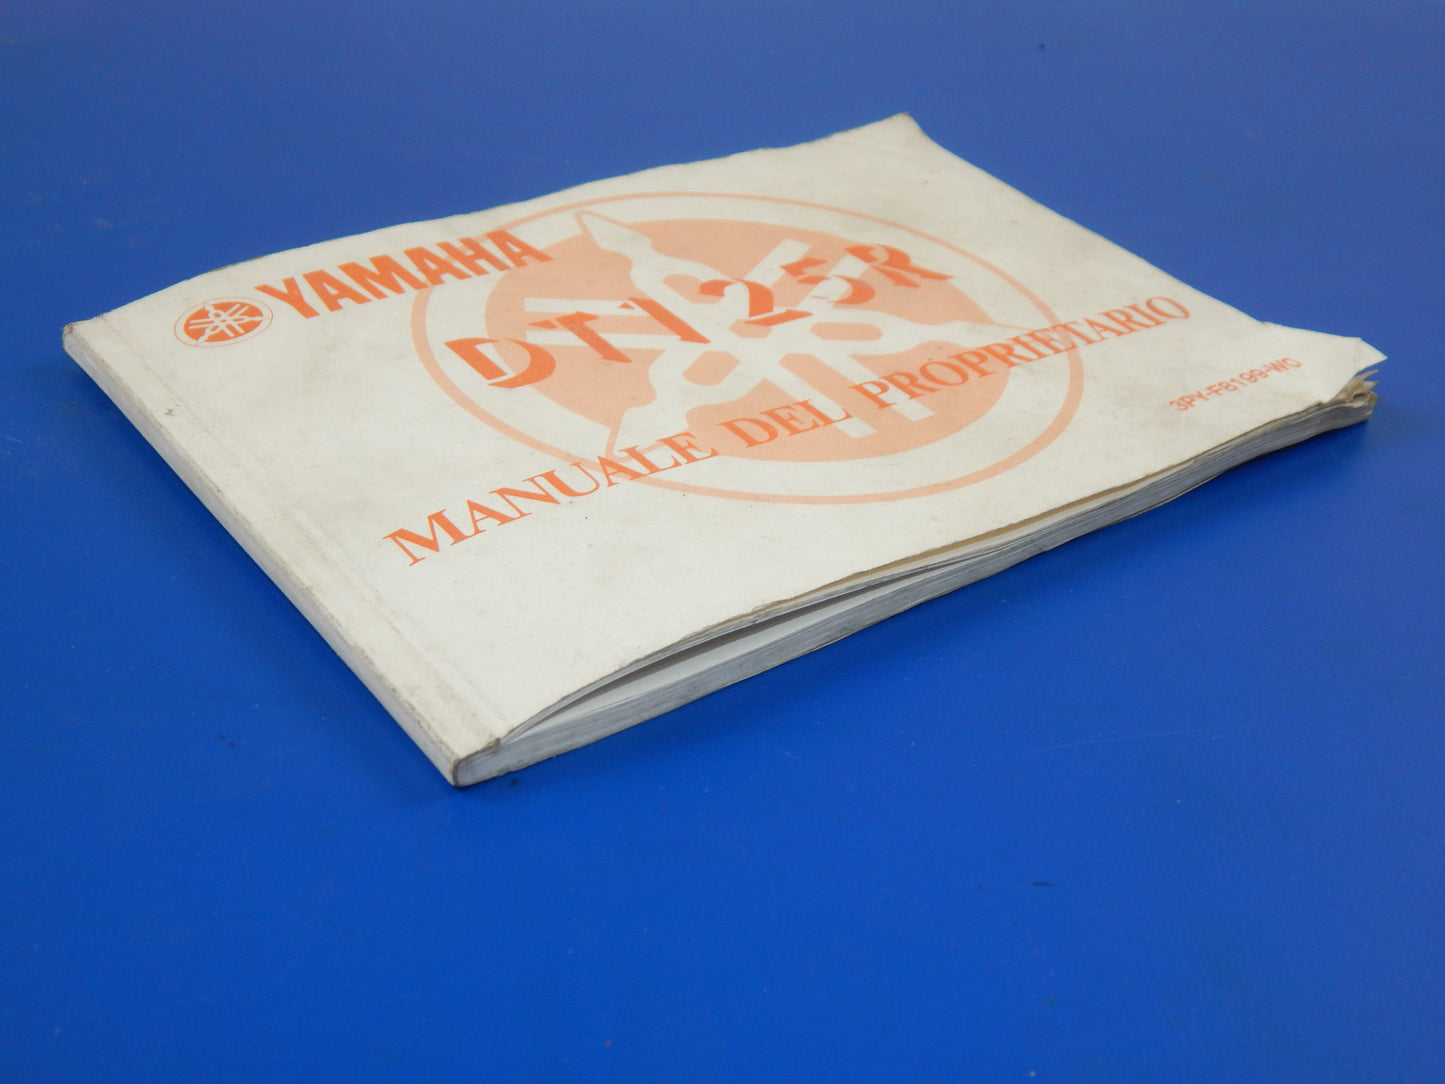 YAMAHA
DT125R
MANUALE DEL PROPRIETARIO
3PY-F8199-W0